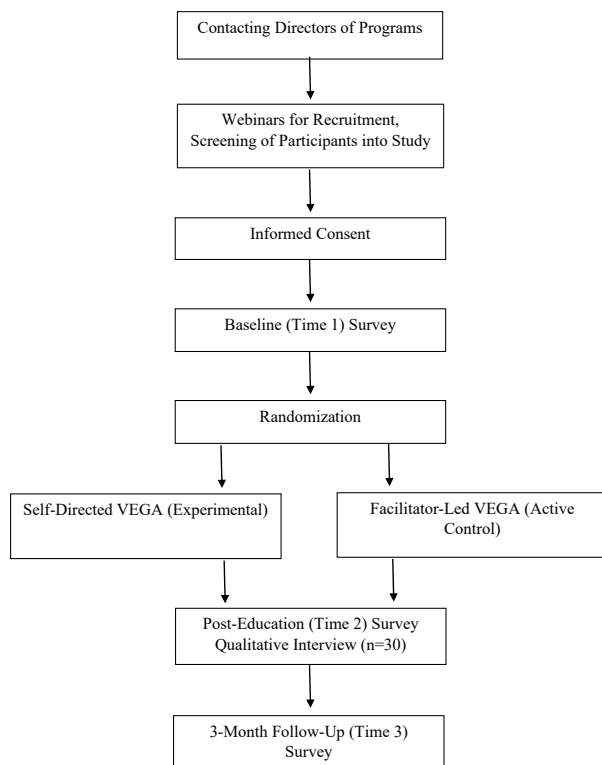 Contacting Directors of Programs
Webinars for Recruitment,
Screening of Participants into Study
Informed Consent
Baseline (Time 1) Survey
Randomization
Self-Directed VEGA (Experimental)
Facilitator-Led VEGA (Active
Control)
Post-Education (Time 2) Survey
Qualitative Interview (n=30)
3-Month Follow-Up (Time 3)
Survey